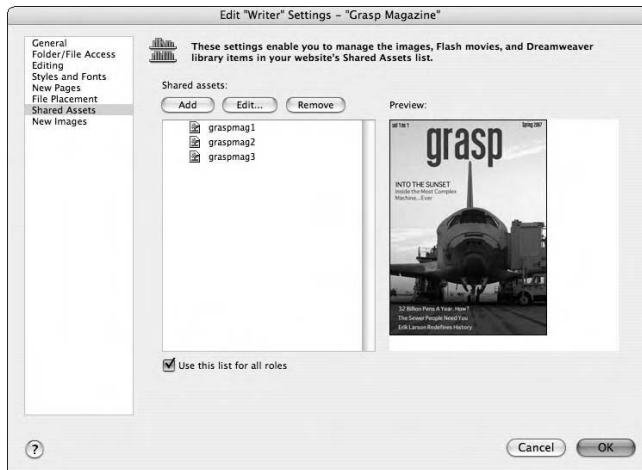 Edit "Writer" Settings – "Grasp Magazine"
General
Folder/File Access
Editing
Styles and Fonts
New Pages
File Placement
Shared Assets
New Images
These settings enable you to manage the images, Flash movies, and Dreamweaver
library items in your website's Shared Assets list.
Shared assets:
Add
Edit...
Remove
graspmag1
graspmag2
graspmag3
Use this list for all roles
Preview:
vol 1 no 1
Spring 2007
grasp
INTO THE SUNSET
Inside the Most Complex
Machine...Ever
32 Billion Pens A Year. How?
The Sewer People Need You
Erik Larson Redefines History
?
Cancel
OK